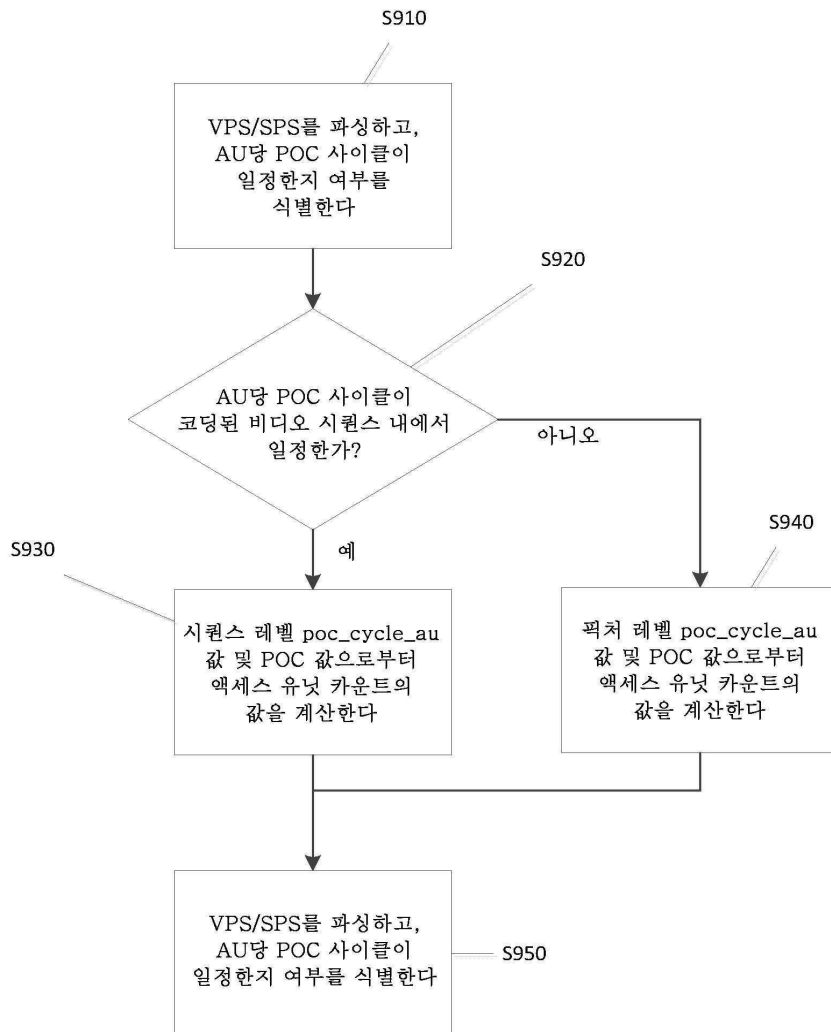 S910
VPS/SPS를 파싱하고,
AU당 POC 사이클이
일정한지 여부를
식별한다
S920
AU당 POC 사이클이
코딩된 비디오 시퀀스 내에서
일정한가?
아니오
예
S930
S940
시퀀스 레벨 poc_cycle_au
값 및 POC 값으로부터
액세스 유닛 카운트의
값을 계산한다
픽처 레벨 poc_cycle_au
값 및 POC 값으로부터
액세스 유닛 카운트의
값을 계산한다
VPS/SPS를 파싱하고,
AU당 POC 사이클이
일정한지 여부를 식별한다
S950